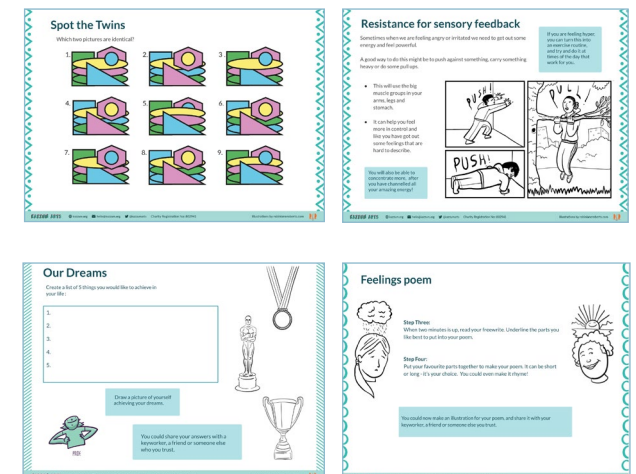 Spot the Twins
Which two pictures are identical?
1.
2.
3.
4.
5.
6.
7.
8.
9.
Resistance for sensory feedback
Sometimes when we are feeling angry or irritated we need to get out some
energy and feel powerful.
A good way to do this might be to push against something, carry something
heavy or do some pull ups.
This will use the big
muscle groups in your
arms, legs and
stomach.
It can help you feel
more in control and
like you have got out
some feelings that are
hard to describe.
You will also be able to
concentrate more, after
you have channelled all
your amazing energy!
If you are feeling hyper,
you can turn this into
an exercise routine,
and try and do it at
times of the day that
work for you.
PUSH!
PUSH!
PULL!
Our Dreams
Create a list of 5 things you would like to achieve in
your life:
1.
2.
3.
4.
5.
Draw a picture of yourself
achieving your dreams.
You could share your answers with a
keyworker, a friend or someone else
who you trust.
Feelings poem
Step Three:
When two minutes is up, read your freewrite. Underline the parts you
like best to put into your poem.
Step Four:
Put your favourite parts together to make your poem. It can be short
or long - it's your choice. You could even make it rhyme!
You could now make an illustration for your poem, and share it with your
keyworker, a friend or someone else you trust.